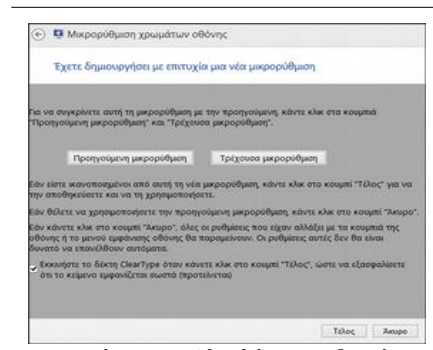 Μικρορύθμιση χρωμάτων οθόνης
Έχετε δημιουργήσει με επιτυχία μια νέα μικρορύθμιση
Για να συγκρίνετε αυτή τη μικρορύθμιση με την προηγούμενη, κάντε κλικ στα κουμπιά
"Προηγούμενη μικρορύθμιση" και "Τρέχουσα μικρορύθμιση".
Προηγούμενη μικρορύθμιση Τρέχουσα μικρορύθμιση
Εάν είστε ικανοποιημένοι από αυτή τη νέα μικρορύθμιση, κάντε κλικ στο κουμπί "Τέλος" για να
την αποθηκεύσετε και να τη χρησιμοποιήσετε.
Εάν θέλετε να χρησιμοποιήσετε την προηγούμενη μικρορύθμιση, κάντε κλικ στο κουμπί "Άκυρο".
Εάν κάνετε κλικ στο κουμπί "Άκυρο", όλες οι ρυθμίσεις που είχαν αλλάξει με τα κουμπιά της
οθόνης ή το μενού εμφάνισης οθόνης θα παραμείνουν. Οι ρυθμίσεις αυτές δεν θα είναι
δυνατό να επανέλθουν αυτόματα.
Εκκινήστε το δέκτη ClearType όταν κάνετε κλικ στο κουμπί "Τέλος", ώστε να εξασφαλίσετε
ότι το κείμενο εμφανίζεται σωστά (προτείνεται)
Τέλος Άκυρο